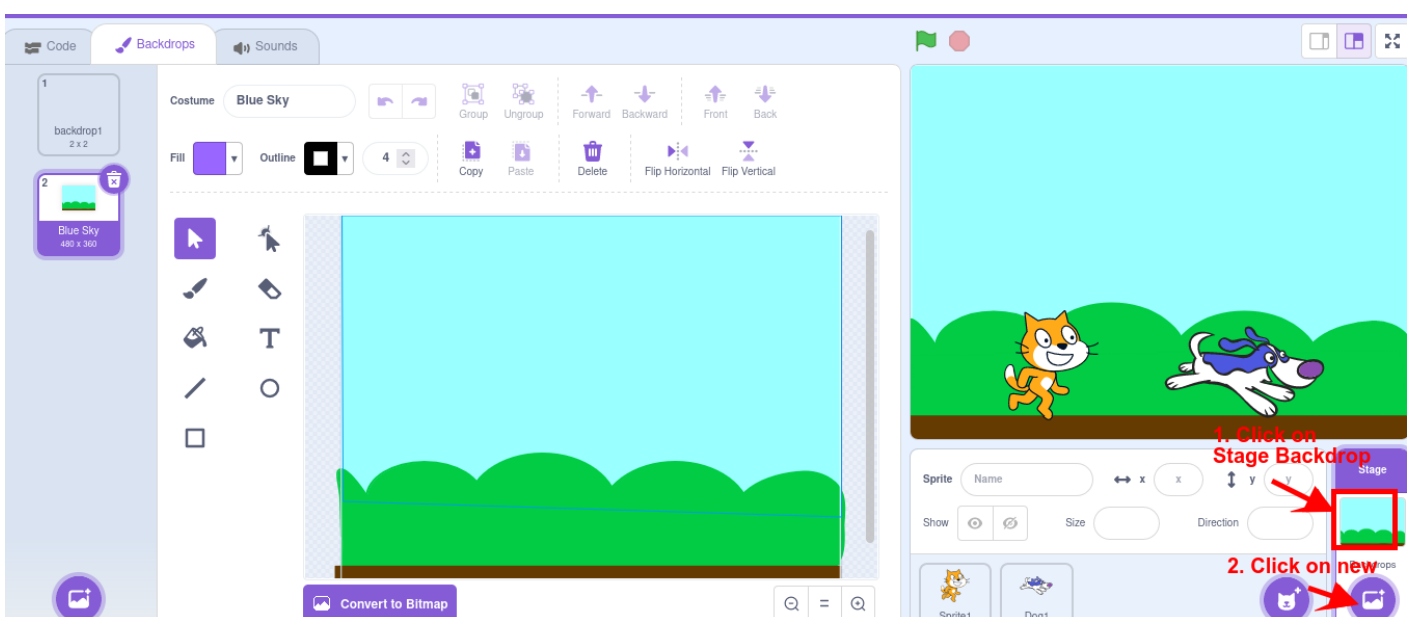 Code
Backdrops
Sounds
1
backdrop1
2 x 2
2
Blue Sky
480 x 360
Costume
Blue Sky
Group
Ungroup
Forward
Backward
Front
Back
Fill
Outline
4
Copy
Paste
Delete
Flip Horizontal
Flip Vertical
T
Convert to Bitmap
=
1. Click on
Stage Backdrop
Stage
Sprite
Name
x
x
y
y
Show
Size
Direction
2. Click on new
Backdrops
Sprite1
Dog1